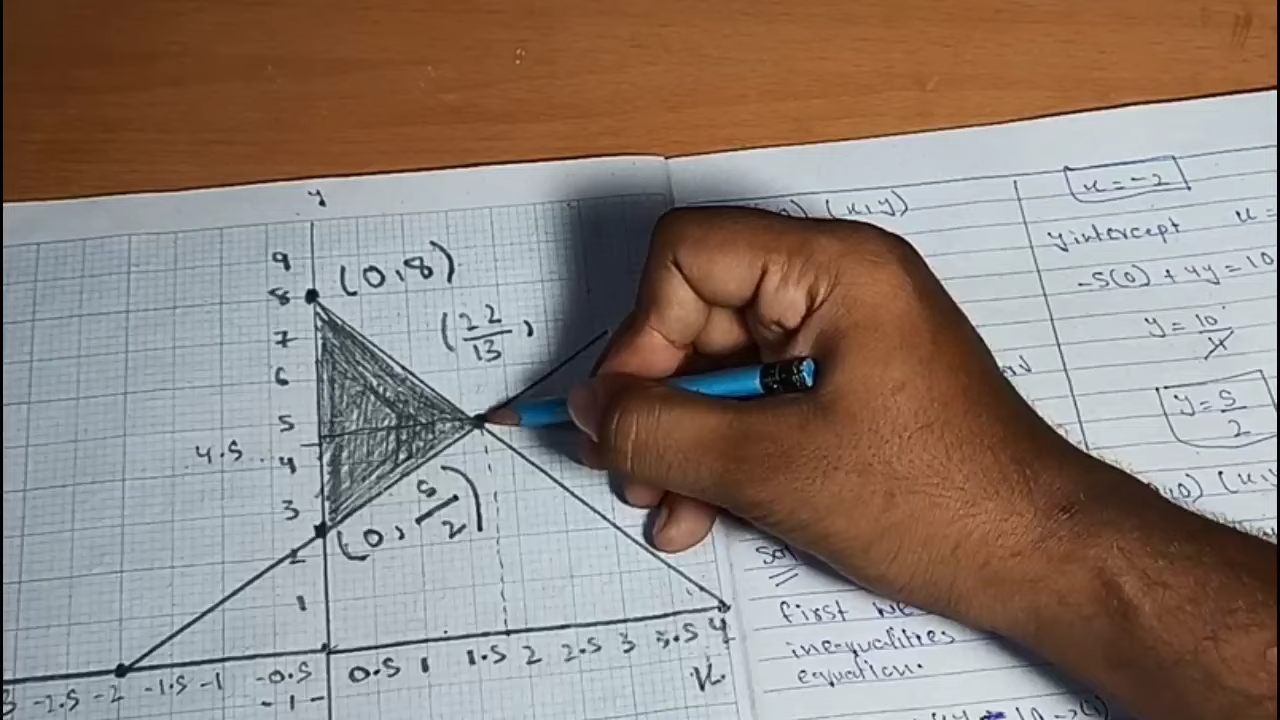 y
9
8
(0,8)
7
(22/13,
6
5
4.5
4
3
(0, 5/2)
2
1
-2.5 -2 -1.5 -1 -0.5 0.5 1 1.5 2 2.5 3 3.5 4
-1
x
(x,y)
x = -2
y intercept x =
-5(0) + 4y = 10
y = 10/4
y = 5/2
first we
inequalities
equation.